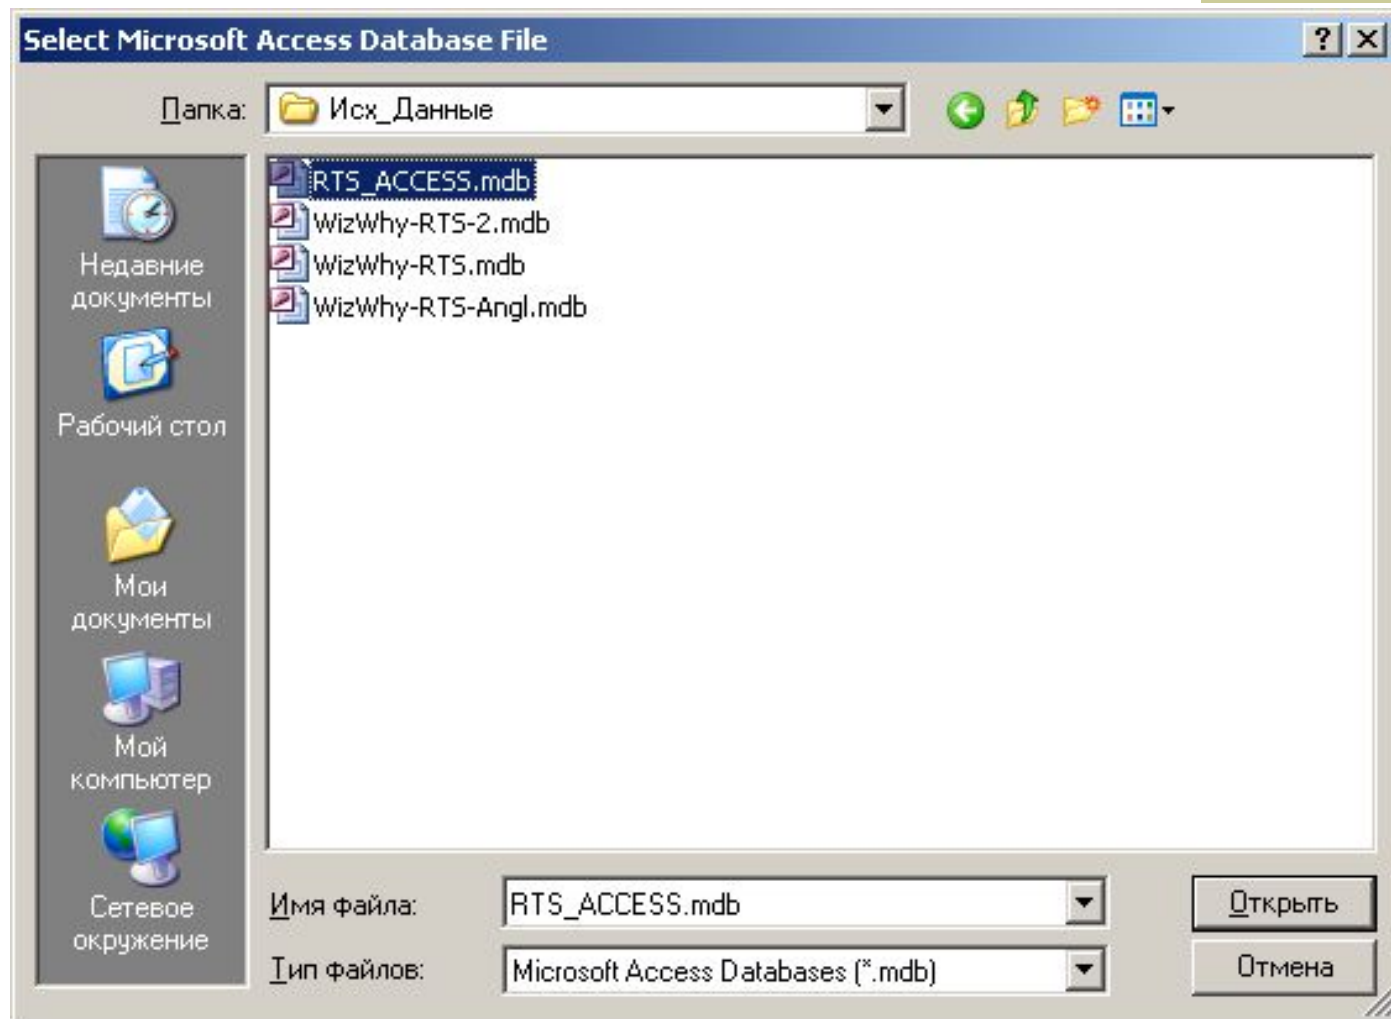 Select Microsoft Access Database File
Папка:
Исх_Данные
RTS_ACCESS.mdb
WizWhy-RTS-2.mdb
WizWhy-RTS.mdb
WizWhy-RTS-Angl.mdb
Недавние
документы
Рабочий стол
Мои
документы
Мой
компьютер
Сетевое
окружение
Имя файла:
RTS_ACCESS.mdb
Открыть
Тип файлов:
Microsoft Access Databases (*.mdb)
Отмена